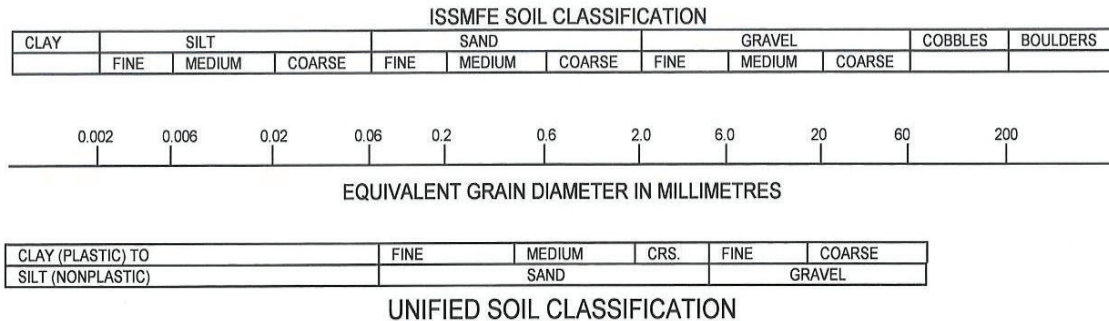 ISSMFE SOIL CLASSIFICATION
CLAY SILT SAND GRAVEL COBBLES BOULDERS
FINE MEDIUM COARSE FINE MEDIUM COARSE FINE MEDIUM COARSE
0.002 0.006 0.02 0.06 0.2 0.6 2.0 6.0 20 60 200
EQUIVALENT GRAIN DIAMETER IN MILLIMETRES
CLAY (PLASTIC) TO FINE MEDIUM CRS. FINE COARSE
SILT (NONPLASTIC) SAND GRAVEL
UNIFIED SOIL CLASSIFICATION